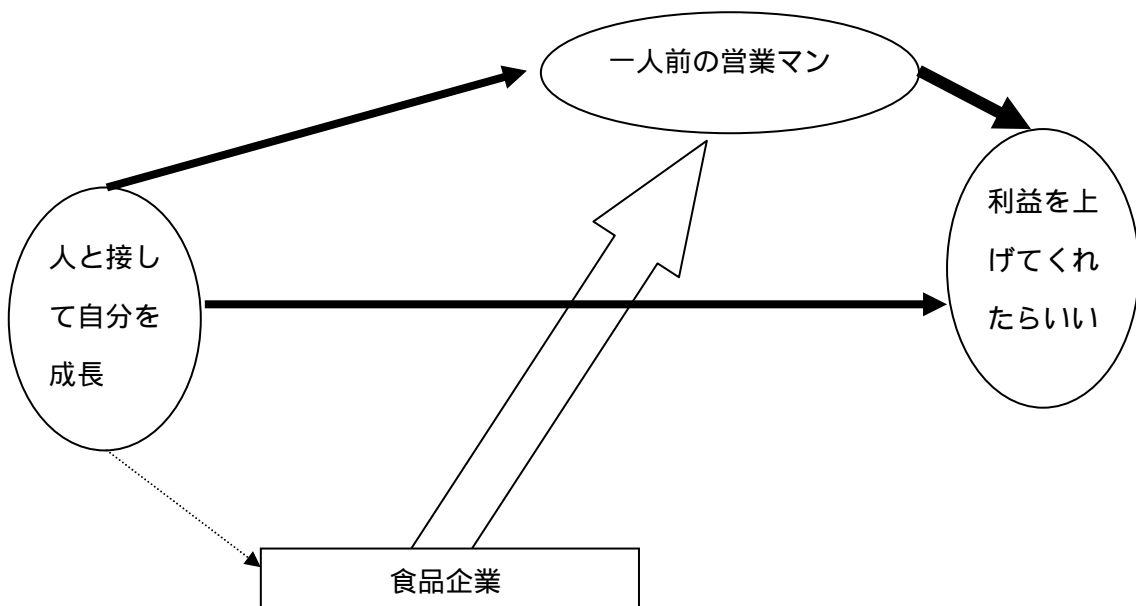 一人前の営業マン
人と接し
て自分を
成長
利益を上
げてくれ
たらいい
食品企業